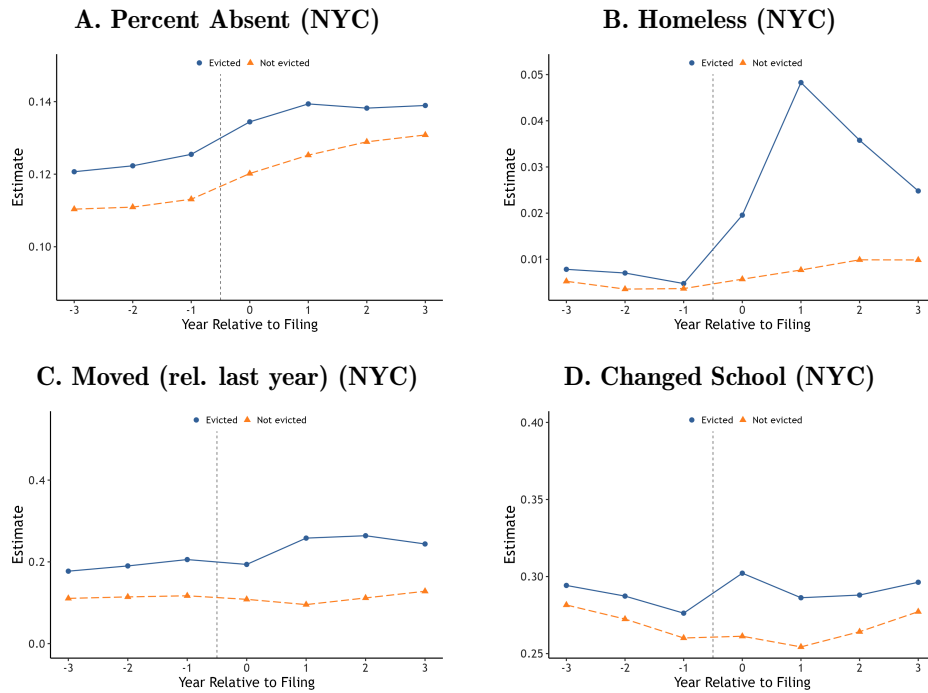 A. Percent Absent (NYC)
Evicted Not evicted
0.14
0.12
0.10
Estimate
-3 -2 -1 0 1 2 3
Year Relative to Filing
B. Homeless (NYC)
Evicted Not evicted
0.05
0.04
0.03
0.02
0.01
Estimate
-3 -2 -1 0 1 2 3
Year Relative to Filing
C. Moved (rel. last year) (NYC)
Evicted Not evicted
0.4
0.2
0.0
Estimate
-3 -2 -1 0 1 2 3
Year Relative to Filing
D. Changed School (NYC)
Evicted Not evicted
0.40
0.35
0.30
0.25
Estimate
-3 -2 -1 0 1 2 3
Year Relative to Filing